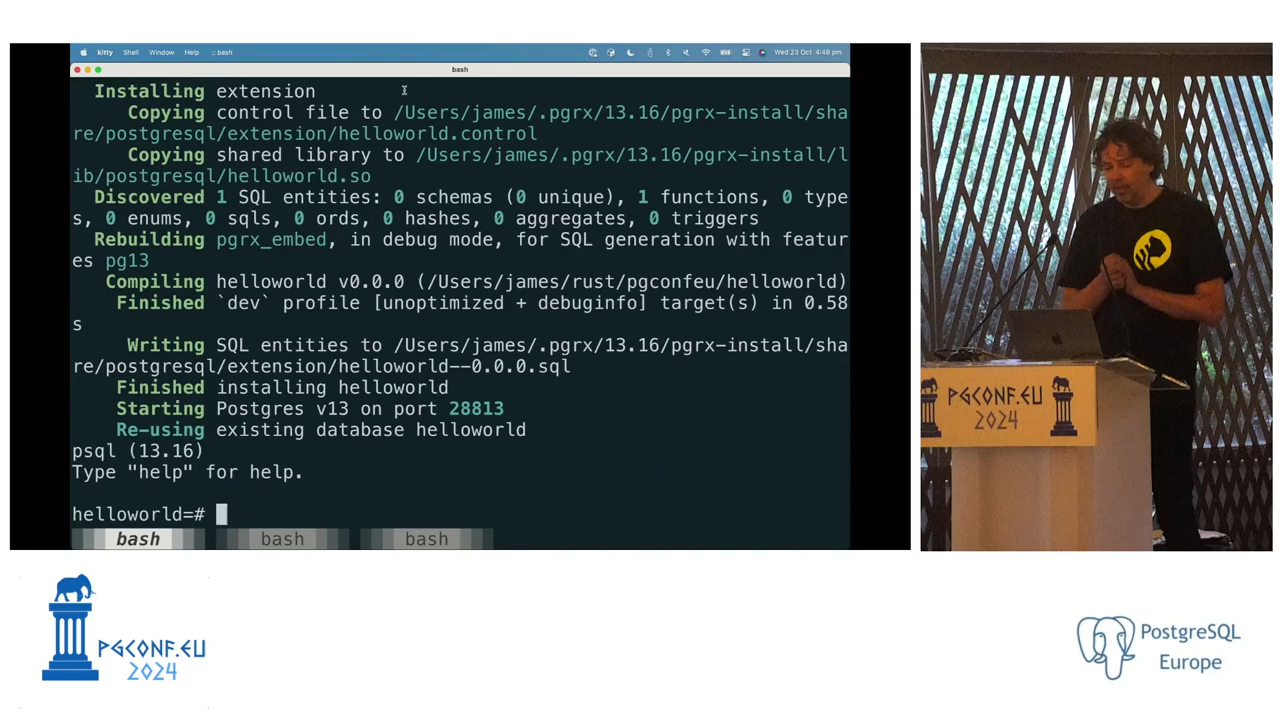 kitty Shell Window Help :: bash
Wed 23 Oct 4:48 pm
bash
Installing extension
Copying control file to /Users/james/.pgrx/13.16/pgrx-install/sha
re/postgresql/extension/helloworld.control
Copying shared library to /Users/james/.pgrx/13.16/pgrx-install/l
ib/postgresql/helloworld.so
Discovered 1 SQL entities: 0 schemas (0 unique), 1 functions, 0 type
s, 0 enums, 0 sqls, 0 ords, 0 hashes, 0 aggregates, 0 triggers
Rebuilding pgrx_embed, in debug mode, for SQL generation with featur
es pg13
Compiling helloworld v0.0.0 (/Users/james/rust/pgconfeu/helloworld)
Finished `dev` profile [unoptimized + debuginfo] target(s) in 0.58
s
Writing SQL entities to /Users/james/.pgrx/13.16/pgrx-install/sha
re/postgresql/extension/helloworld--0.0.0.sql
Finished installing helloworld
Starting Postgres v13 on port 28813
Re-using existing database helloworld
psql (13.16)
Type "help" for help.
helloworld=#
bash bash bash
PGCONF.EU
2024
PGCONF.EU
2024
PostgreSQL
Europe